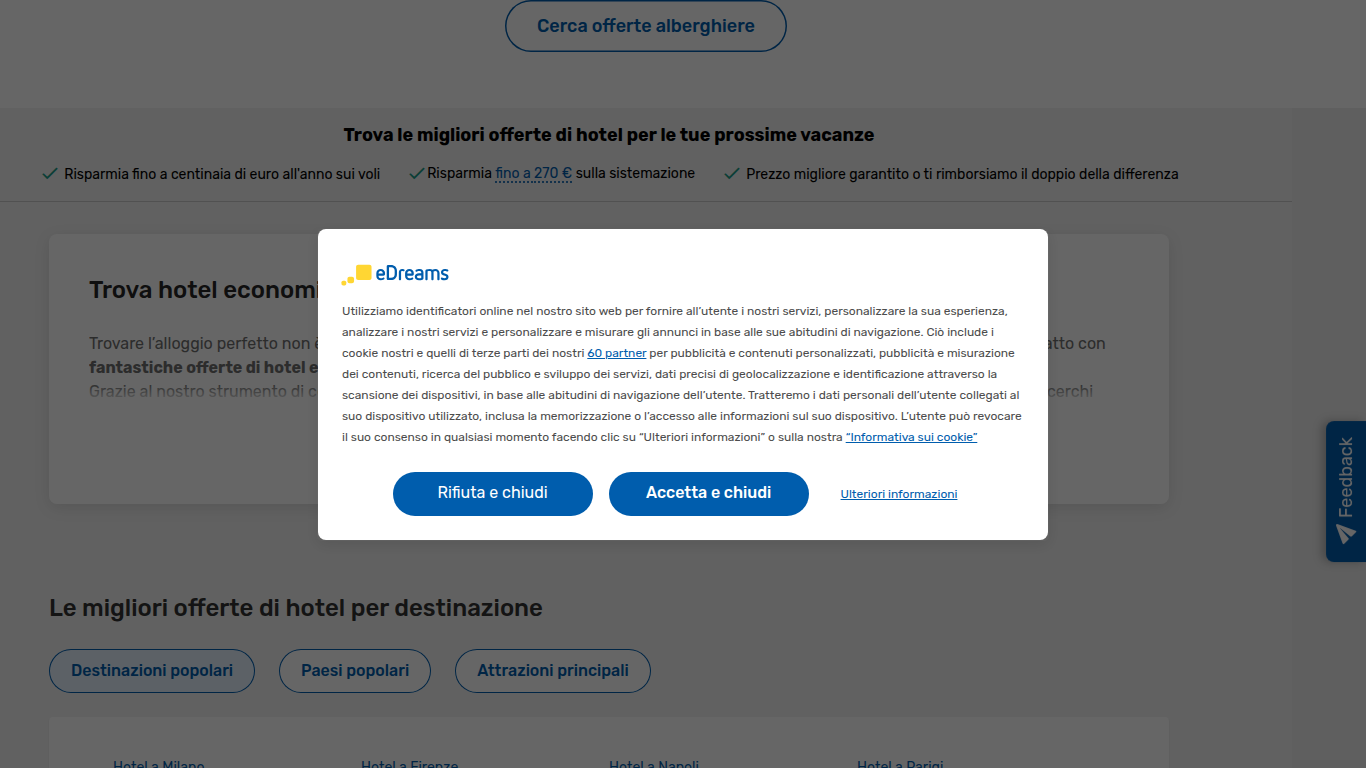 Cerca offerte alberghiere
Trova le migliori offerte di hotel per le tue prossime vacanze
Risparmia fino a centinaia di euro all'anno sui voli
Risparmia fino a 270 € sulla sistemazione
Prezzo migliore garantito o ti rimborsiamo il doppio della differenza
Trova hotel economi
Trovare l'alloggio perfetto non è
atto con
fantastiche offerte di hotel e
Grazie al nostro strumento di c
cerchi
eDreams
Utilizziamo identificatori online nel nostro sito web per fornire all'utente i nostri servizi, personalizzare la sua esperienza,
analizzare i nostri servizi e personalizzare e misurare gli annunci in base alle sue abitudini di navigazione. Ciò include i
cookie nostri e quelli di terze parti dei nostri 60 partner per pubblicità e contenuti personalizzati, pubblicità e misurazione
dei contenuti, ricerca del pubblico e sviluppo dei servizi, dati precisi di geolocalizzazione e identificazione attraverso la
scansione dei dispositivi, in base alle abitudini di navigazione dell'utente. Tratteremo i dati personali dell'utente collegati al
suo dispositivo utilizzato, inclusa la memorizzazione o l'accesso alle informazioni sul suo dispositivo. L'utente può revocare
il suo consenso in qualsiasi momento facendo clic su “Ulteriori informazioni” o sulla nostra “Informativa sui cookie”
Rifiuta e chiudi
Accetta e chiudi
Ulteriori informazioni
Feedback
Le migliori offerte di hotel per destinazione
Destinazioni popolari
Paesi popolari
Attrazioni principali
Hotel a Milano
Hotel a Firenze
Hotel a Napoli
Hotel a Parigi